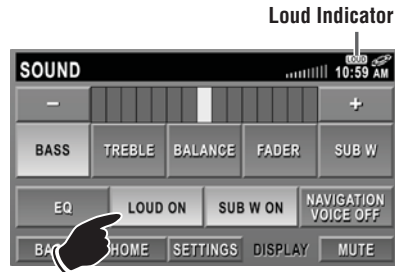 Loud Indicator
SOUND
LOUD
10:59 AM
− +
BASS TREBLE BALANCE FADER SUB W
EQ LOUD ON SUB W ON NAVIGATION VOICE OFF
HOME SETTINGS DISPLAY MUTE